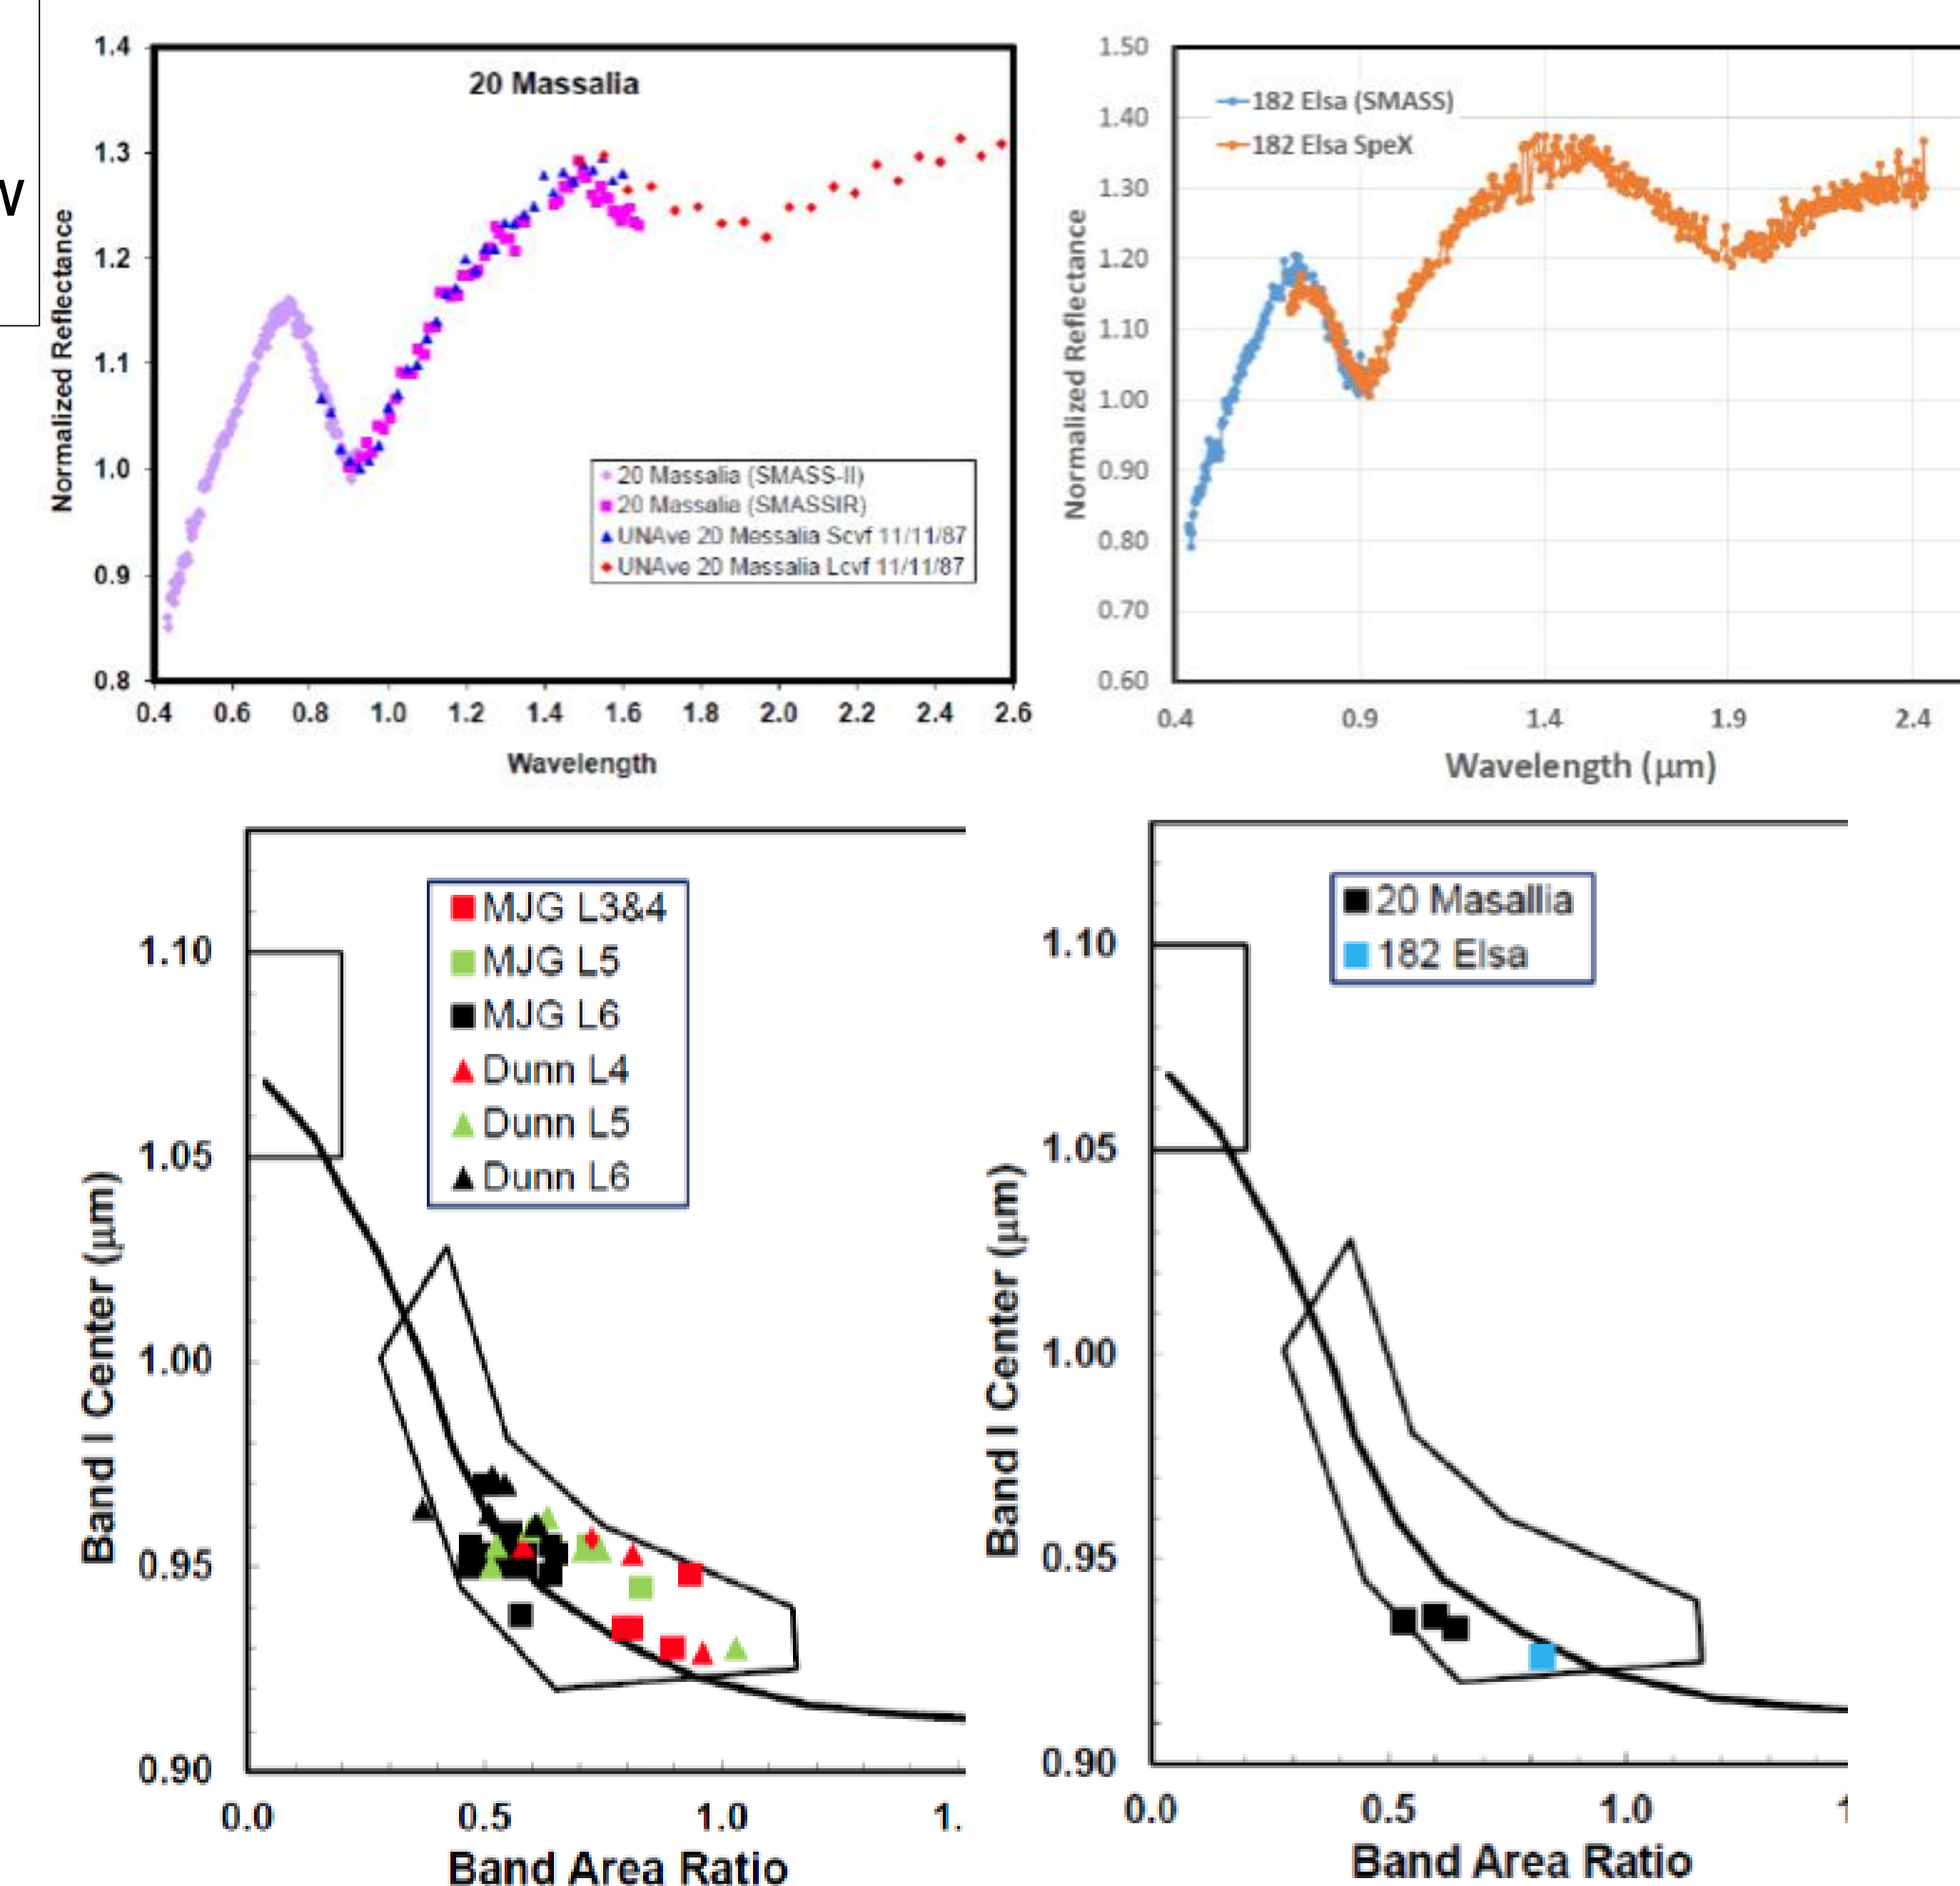 w
20 Massalia
1.4
1.3
1.2
1.1
1.0
0.9
0.8
Normalized Reflectance
20 Massalia (SMASS-II)
20 Massalia (SMASSIR)
UNAve 20 Messalia Scvf 11/11/87
UNAve 20 Massalia Lcvf 11/11/87
0.4 0.6 0.8 1.0 1.2 1.4 1.6 1.8 2.0 2.2 2.4 2.6
Wavelength
1.50
1.40
1.30
1.20
1.10
1.00
0.90
0.80
0.70
0.60
Normalized Reflectance
182 Elsa (SMASS)
182 Elsa SpeX
0.4 0.9 1.4 1.9 2.4
Wavelength (µm)
MJG L3&4
MJG L5
MJG L6
Dunn L4
Dunn L5
Dunn L6
1.10
1.05
1.00
0.95
0.90
Band I Center (µm)
0.0 0.5 1.0 1.
Band Area Ratio
20 Masallia
182 Elsa
1.10
1.05
1.00
0.95
0.90
Band I Center (µm)
0.0 0.5 1.0 1
Band Area Ratio